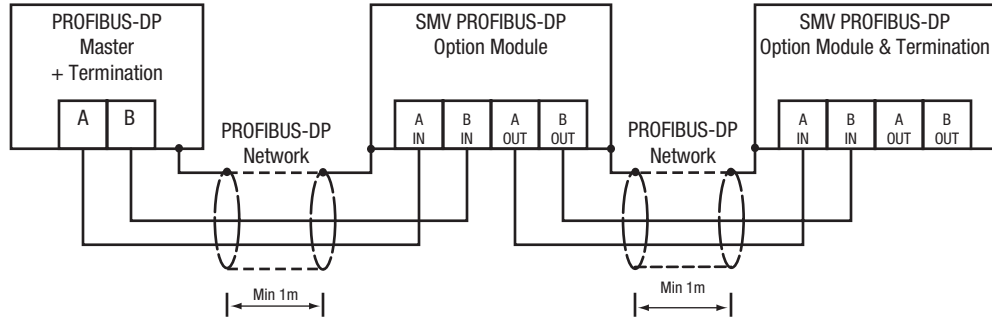 PROFIBUS-DP
Master
+ Termination
A B
PROFIBUS-DP
Network
Min 1m
SMV PROFIBUS-DP
Option Module
A IN
B IN
A OUT
B OUT
PROFIBUS-DP
Network
Min 1m
SMV PROFIBUS-DP
Option Module & Termination
A IN
B IN
A OUT
B OUT